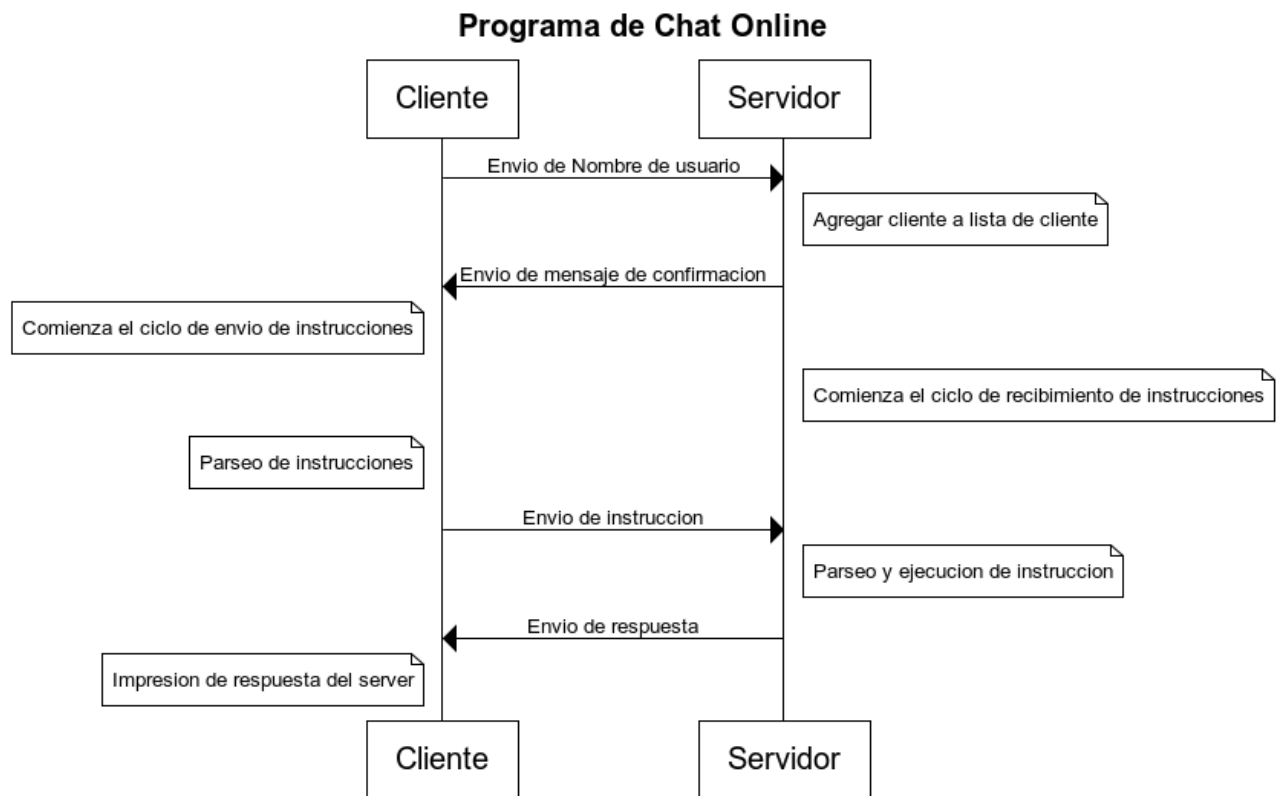 Programa de Chat Online
Cliente
Servidor
Envio de Nombre de usuario
Agregar cliente a lista de cliente
Envio de mensaje de confirmacion
Comienza el ciclo de envio de instrucciones
Comienza el ciclo de recibimiento de instrucciones
Parseo de instrucciones
Envio de instruccion
Parseo y ejecucion de instruccion
Envio de respuesta
Impresion de respuesta del server
Cliente
Servidor